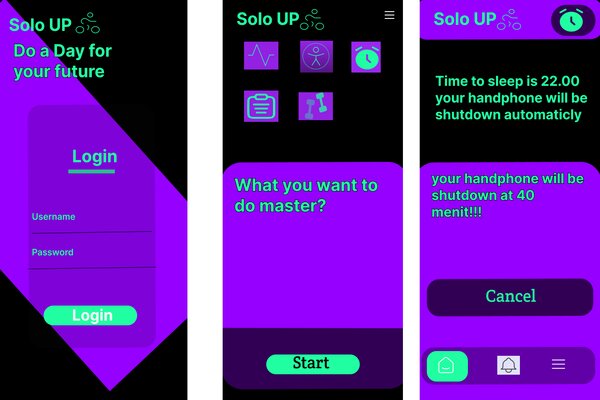 Solo UP
Do a Day for
your future
Login
Username
Password
Login
Solo UP
What you want to
do master?
Start
Solo UP
Time to sleep is 22.00
your handphone will be
shutdown automaticly
your handphone will be
shutdown at 40
menit!!!
Cancel